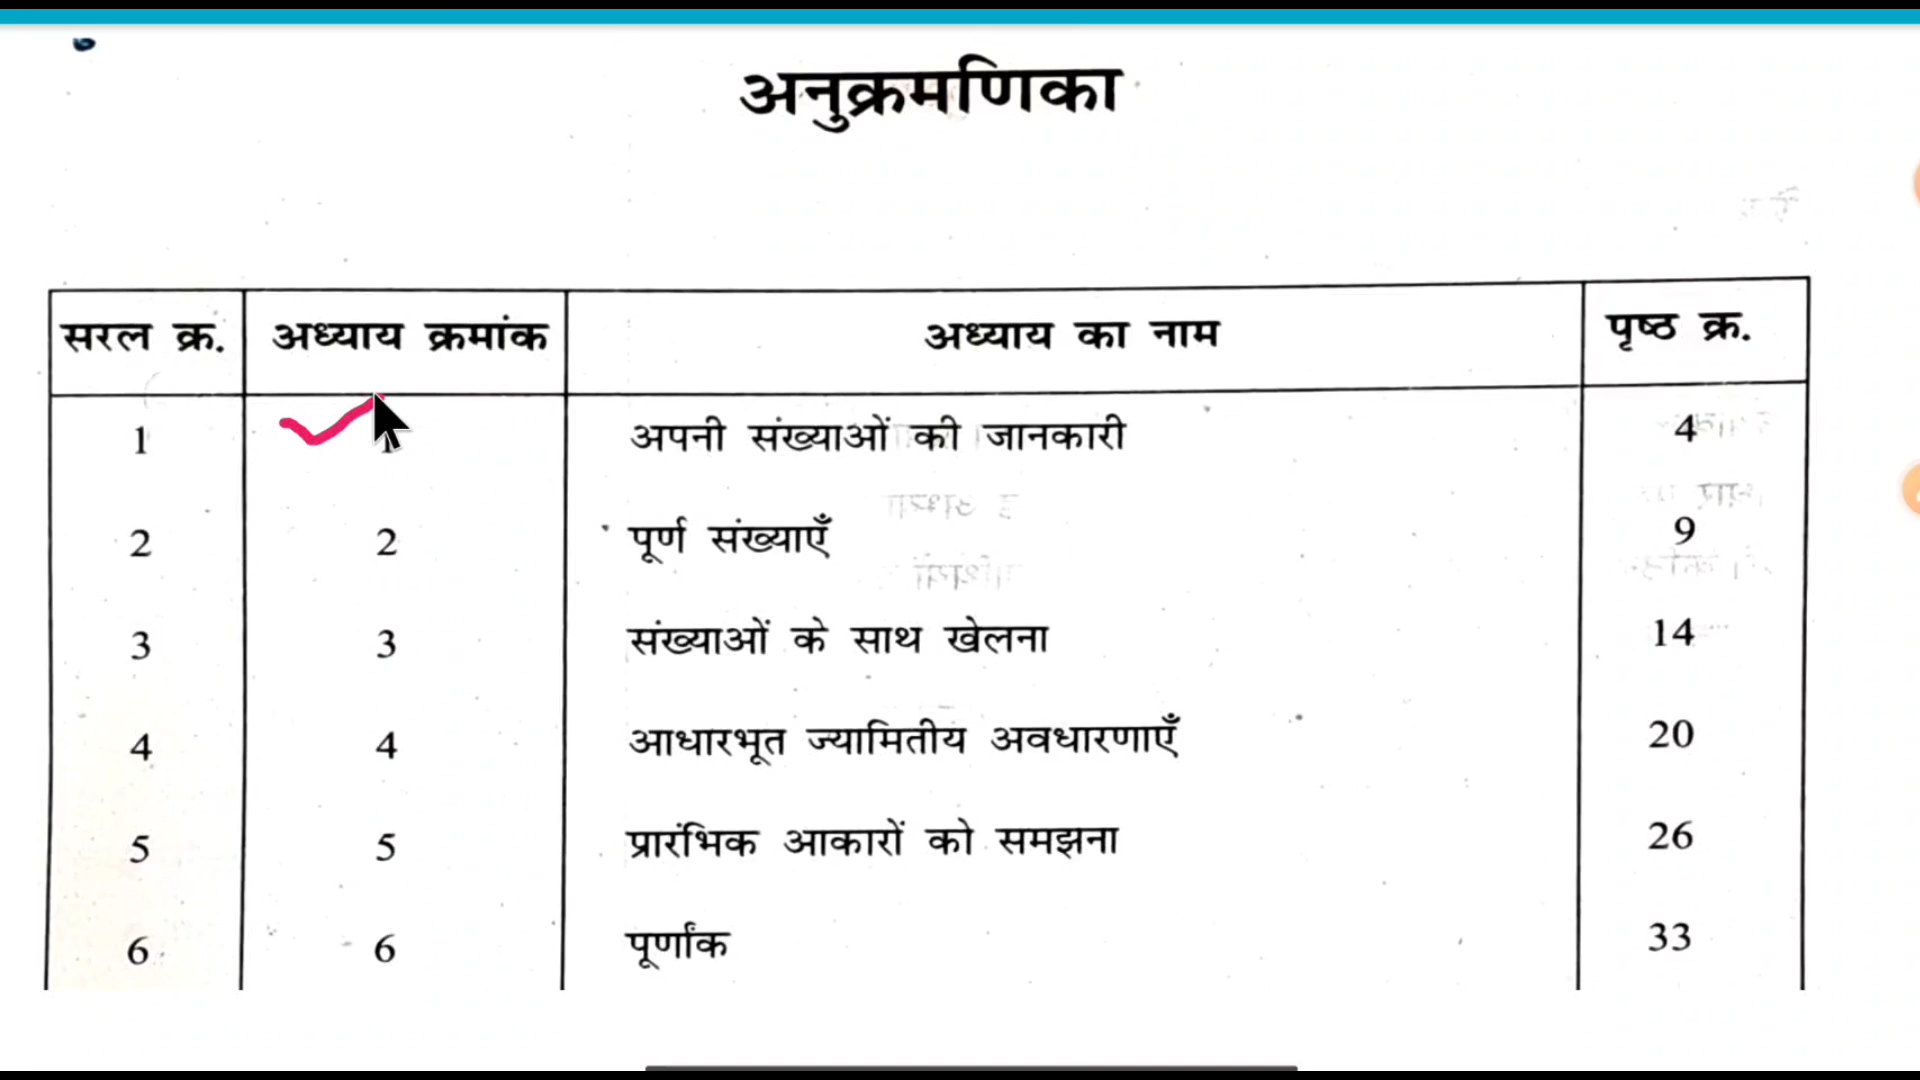 अनुक्रमणिका
सरल क्र. अध्याय क्रमांक अध्याय का नाम पृष्ठ क्र.
1 1 अपनी संख्याओं की जानकारी 4
2 2 पूर्ण संख्याएँ 9
3 3 संख्याओं के साथ खेलना 14
4 4 आधारभूत ज्यामितीय अवधारणाएँ 20
5 5 प्रारंभिक आकारों को समझना 26
6 6 पूर्णांक 33